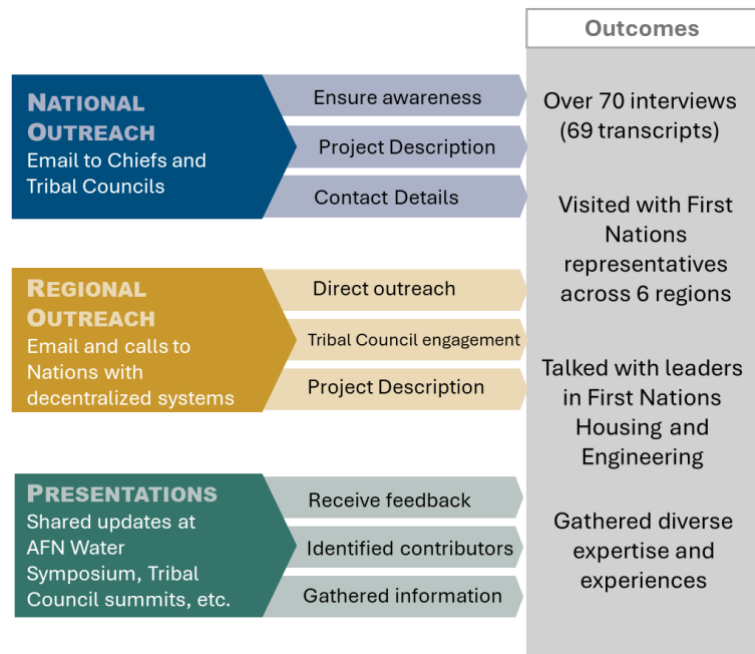 Outcomes
NATIONAL
OUTREACH
Email to Chiefs and
Tribal Councils
Ensure awareness
Project Description
Contact Details
REGIONAL
OUTREACH
Email and calls to
Nations with
decentralized systems
Direct outreach
Tribal Council engagement
Project Description
PRESENTATIONS
Shared updates at
AFN Water
Symposium, Tribal
Council summits, etc.
Receive feedback
Identified contributors
Gathered information
Over 70 interviews
(69 transcripts)
Visited with First
Nations
representatives
across 6 regions
Talked with leaders
in First Nations
Housing and
Engineering
Gathered diverse
expertise and
experiences